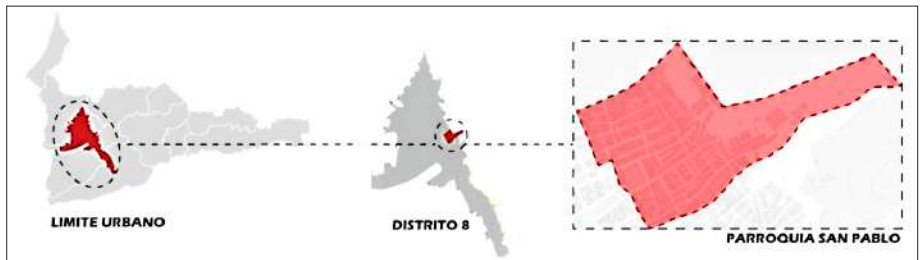 LIMITE URBANO
DISTRITO 8
PARROQUIA SAN PABLO